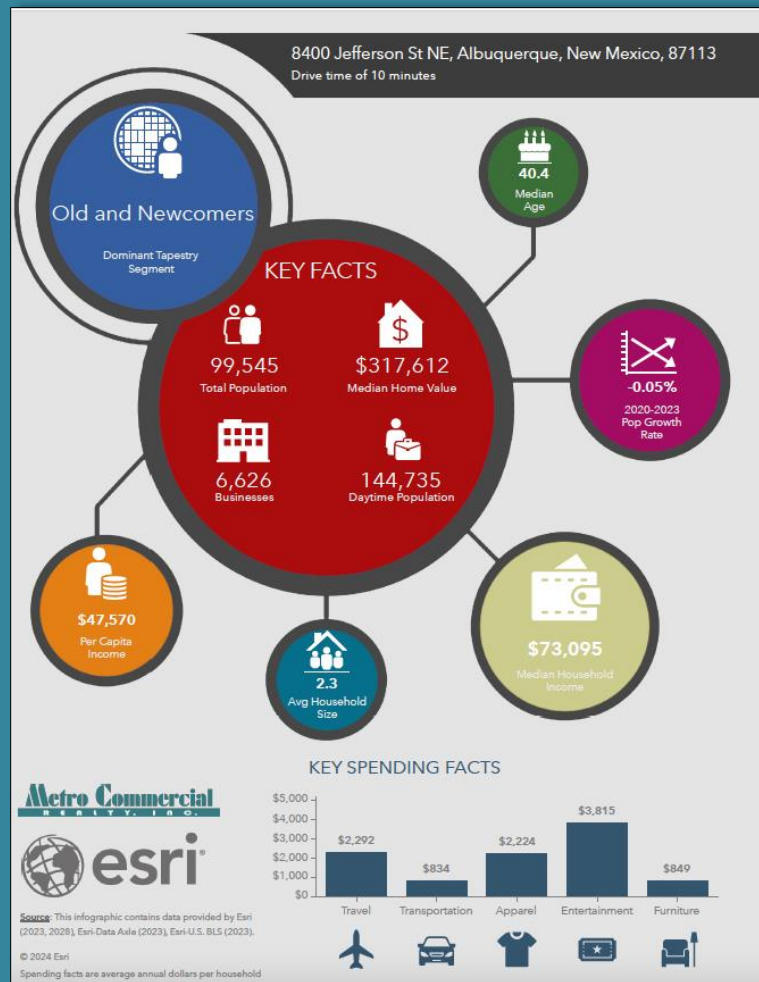 8400 Jefferson St NE, Albuquerque, New Mexico, 87113
Drive time of 10 minutes
Old and Newcomers
Dominant Tapestry
Segment
40.4
Median
Age
KEY FACTS
99,545
Total Population
$317,612
Median Home Value
6,626
Businesses
144,735
Daytime Population
-0.05%
2020-2023
Pop Growth
Rate
$47,570
Per Capita
Income
2.3
Avg Household
Size
$73,095
Median Household
Income
KEY SPENDING FACTS
$5,000
$4,000
$3,000
$2,000
$1,000
$0
$2,292
$834
$2,224
$3,815
$849
Travel
Transportation
Apparel
Entertainment
Furniture
Metro Commercial
REALTY, INC.
esri
Source: This infographic contains data provided by Esri
(2023, 2028), Esri-Data Axle (2023), Esri-U.S. BLS (2023).
© 2024 Esri
Spending facts are average annual dollars per household